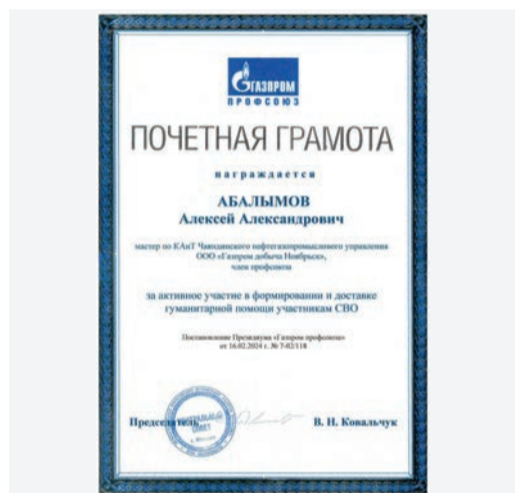 ГАЗПРОМ
ПРОФСОЮЗ
ПОЧЕТНАЯ ГРАМОТА
награждается
АБАЛЫМОВ
Алексей Александрович
мастер по КАиТ Чаяндинского нефтегазопромыслового управления
ООО «Газпром добыча Ноябрьск»,
член профсоюза
за активное участие в формировании и доставке
гуманитарной помощи участникам СВО
Постановление Президиума «Газпром профсоюза»
от 16.02.2024 г. № 7-02/118
Председатель
В. Н. Ковальчук
СОВЕТ
г. Москва